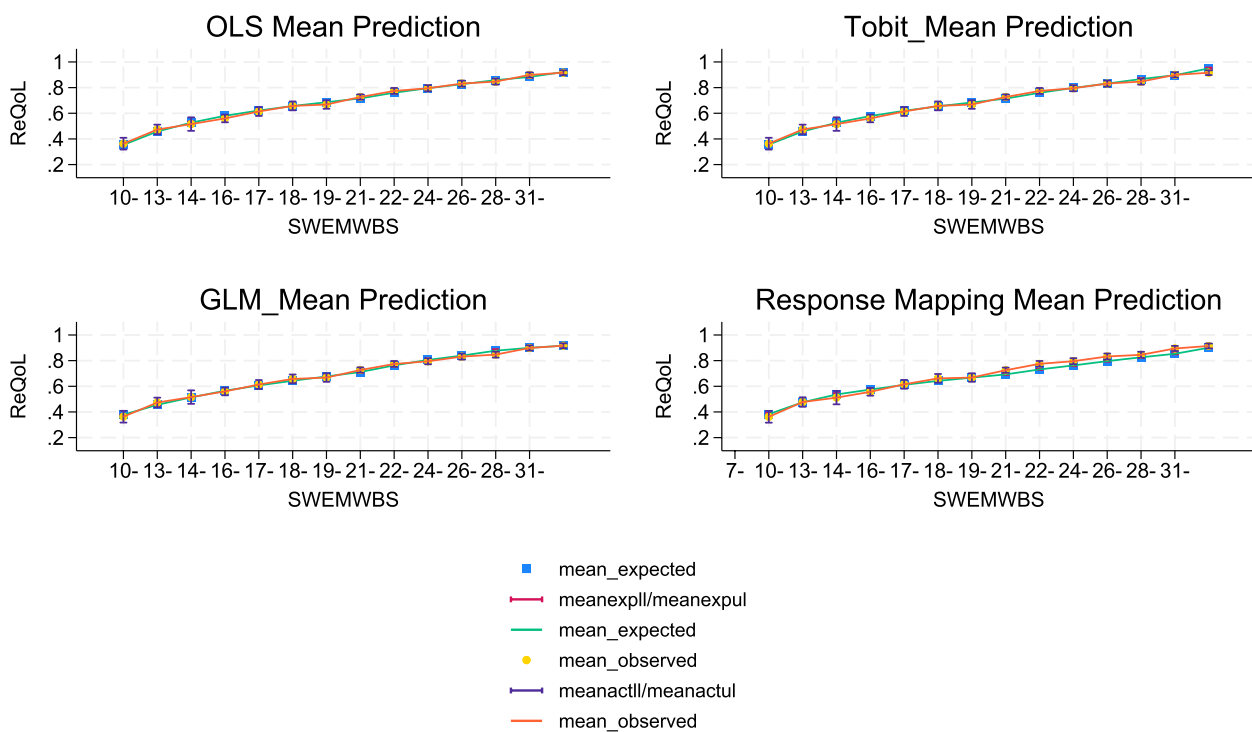 OLS Mean Prediction
1
.8
.6
.4
.2
ReQoL
10- 13- 14- 16- 17- 18- 19- 21- 22- 24- 26- 28- 31-
SWEMWBS
Tobit_Mean Prediction
1
.8
.6
.4
.2
ReQoL
10- 13- 14- 16- 17- 18- 19- 21- 22- 24- 26- 28- 31-
SWEMWBS
GLM_Mean Prediction
1
.8
.6
.4
.2
ReQoL
10- 13- 14- 16- 17- 18- 19- 21- 22- 24- 26- 28- 31-
SWEMWBS
Response Mapping Mean Prediction
1
.8
.6
.4
.2
ReQoL
7- 10- 13- 14- 16- 17- 18- 19- 21- 22- 24- 26- 28- 31-
SWEMWBS
mean_expected
meanexpll/meanexpul
mean_expected
mean_observed
meanactll/meanactul
mean_observed